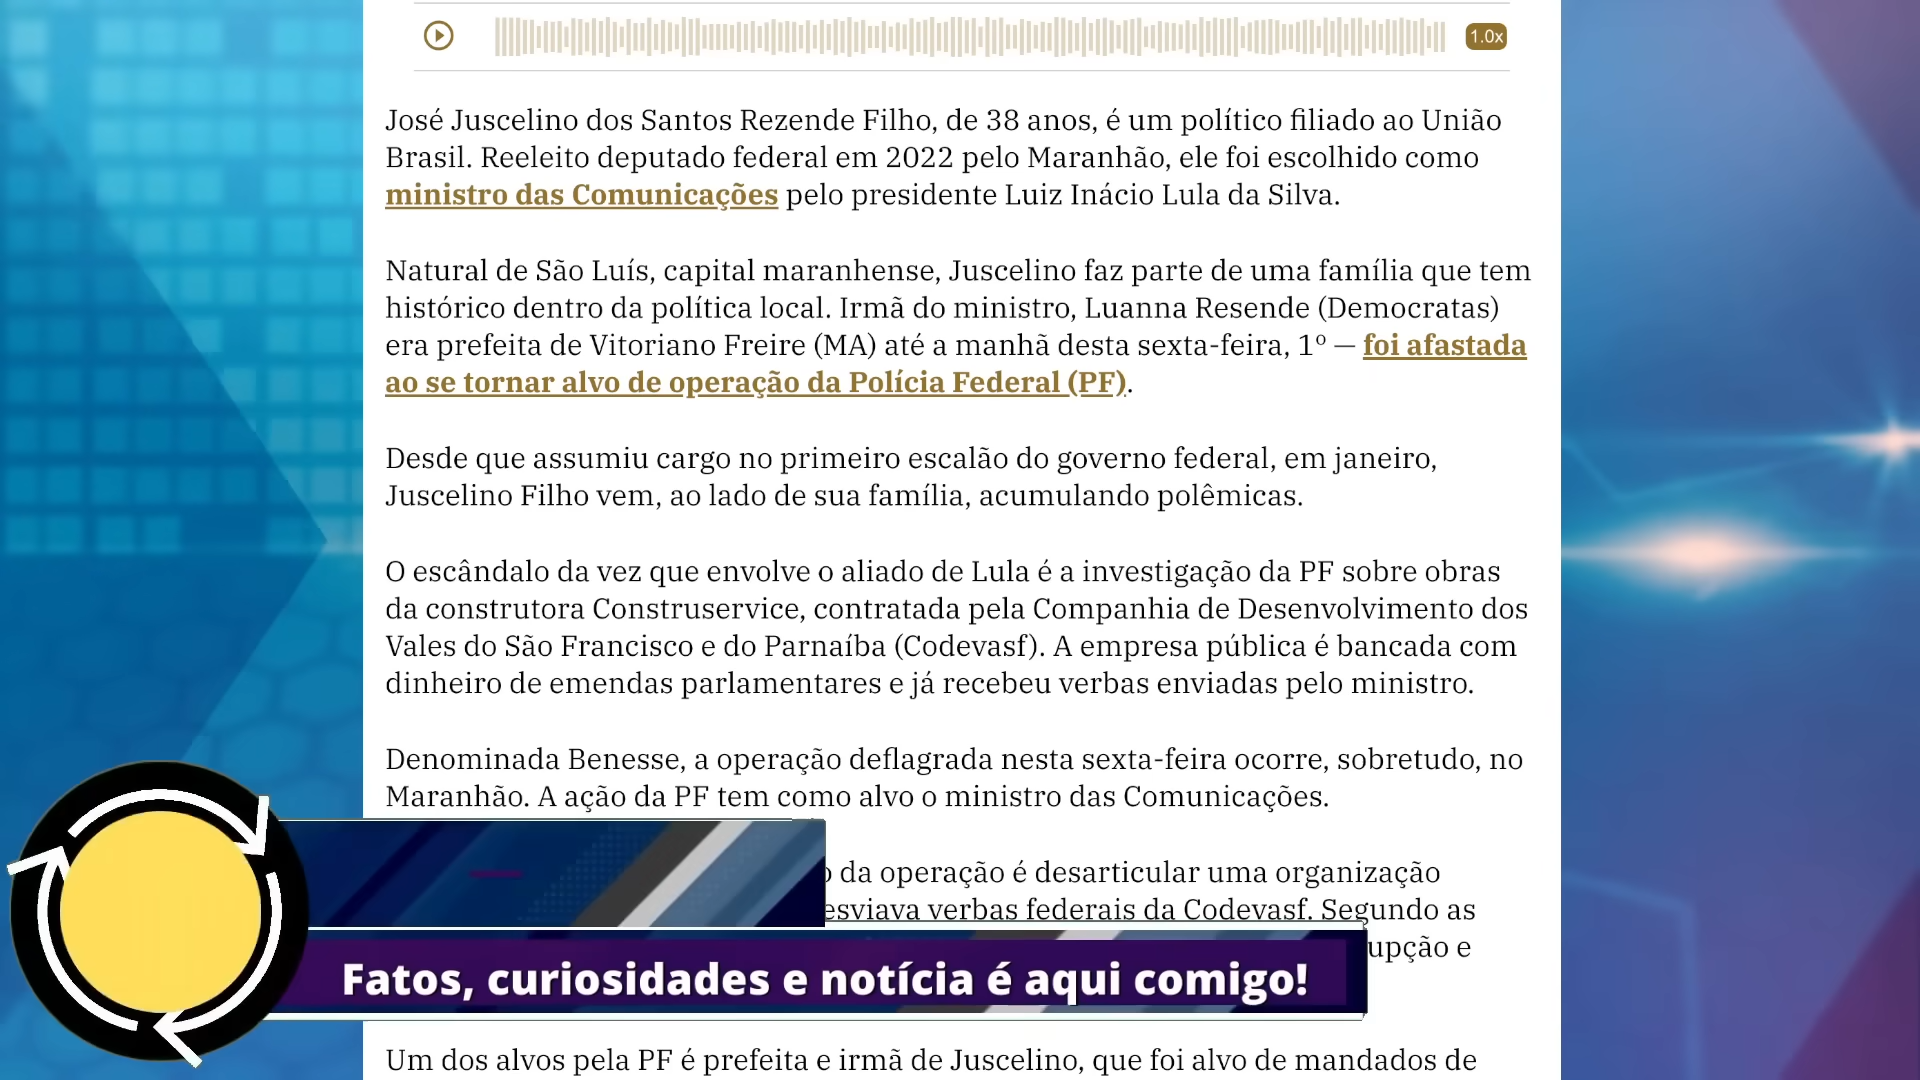 1.0x
José Juscelino dos Santos Rezende Filho, de 38 anos, é um político filiado ao União
Brasil. Reeleito deputado federal em 2022 pelo Maranhão, ele foi escolhido como
ministro das Comunicações pelo presidente Luiz Inácio Lula da Silva.
Natural de São Luís, capital maranhense, Juscelino faz parte de uma família que tem
histórico dentro da política local. Irmã do ministro, Luanna Resende (Democratas)
era prefeita de Vitoriano Freire (MA) até a manhã desta sexta-feira, 1º — foi afastada
ao se tornar alvo de operação da Polícia Federal (PF).
Desde que assumiu cargo no primeiro escalão do governo federal, em janeiro,
Juscelino Filho vem, ao lado de sua família, acumulando polêmicas.
O escândalo da vez que envolve o aliado de Lula é a investigação da PF sobre obras
da construtora Construservice, contratada pela Companhia de Desenvolvimento dos
Vales do São Francisco e do Parnaíba (Codevasf). A empresa pública é bancada com
dinheiro de emendas parlamentares e já recebeu verbas enviadas pelo ministro.
Denominada Benesse, a operação deflagrada nesta sexta-feira ocorre, sobretudo, no
Maranhão. A ação da PF tem como alvo o ministro das Comunicações.
da operação é desarticular uma organização
verbas federais da Codevasf. Segundo as
e
Fatos, curiosidades e notícia é aqui comigo!
Um dos alvos pela PF é prefeita e irmã de Juscelino, que foi alvo de mandados de